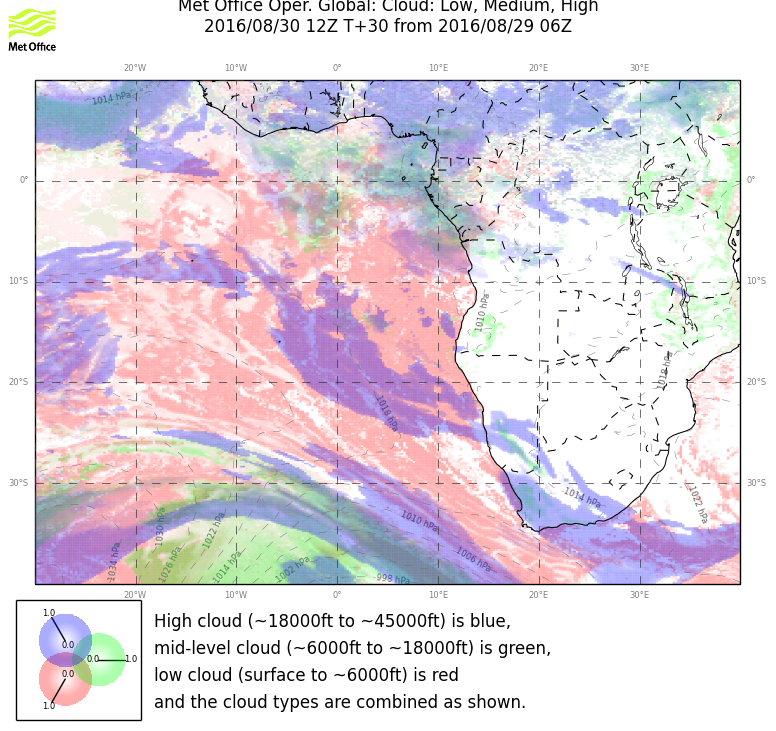 Met Office Oper. Global: Cloud: Low, Medium, High
2016/08/30 12Z T+30 from 2016/08/29 06Z
Met Office
20°W 10°W 0° 10°E 20°E 30°E
1014 hPa
0° 0°
10°S 10°S
1010 hPa
1018 hPa
20°S 20°S
1018 hPa
30°S 30°S
1014 hPa
1022 hPa
1030 hPa
1022 hPa
1010 hPa
1034 hPa
1026 hPa
1014 hPa
1002 hPa
1006 hPa
998 hPa
20°W 10°W 0° 10°E 20°E 30°E
1.0
0.0
0.0 1.0
0.0
1.0
High cloud (~18000ft to ~45000ft) is blue,
mid-level cloud (~6000ft to ~18000ft) is green,
low cloud (surface to ~6000ft) is red
and the cloud types are combined as shown.